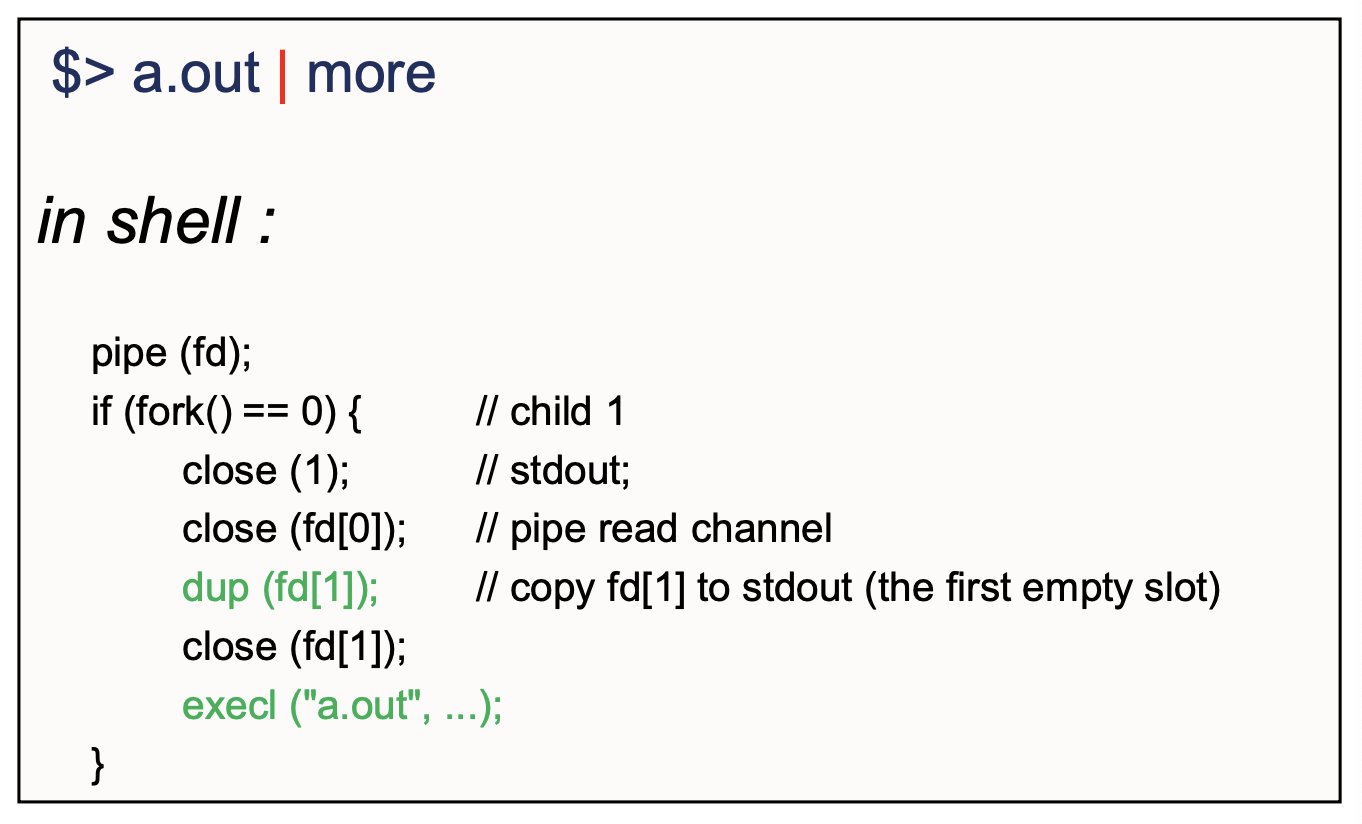 $> a.out | more
in shell :
pipe (fd);
if (fork() == 0) { // child 1
close (1); // stdout;
close (fd[0]); // pipe read channel
dup (fd[1]); // copy fd[1] to stdout (the first empty slot)
close (fd[1]);
execl ("a.out", ...);
}